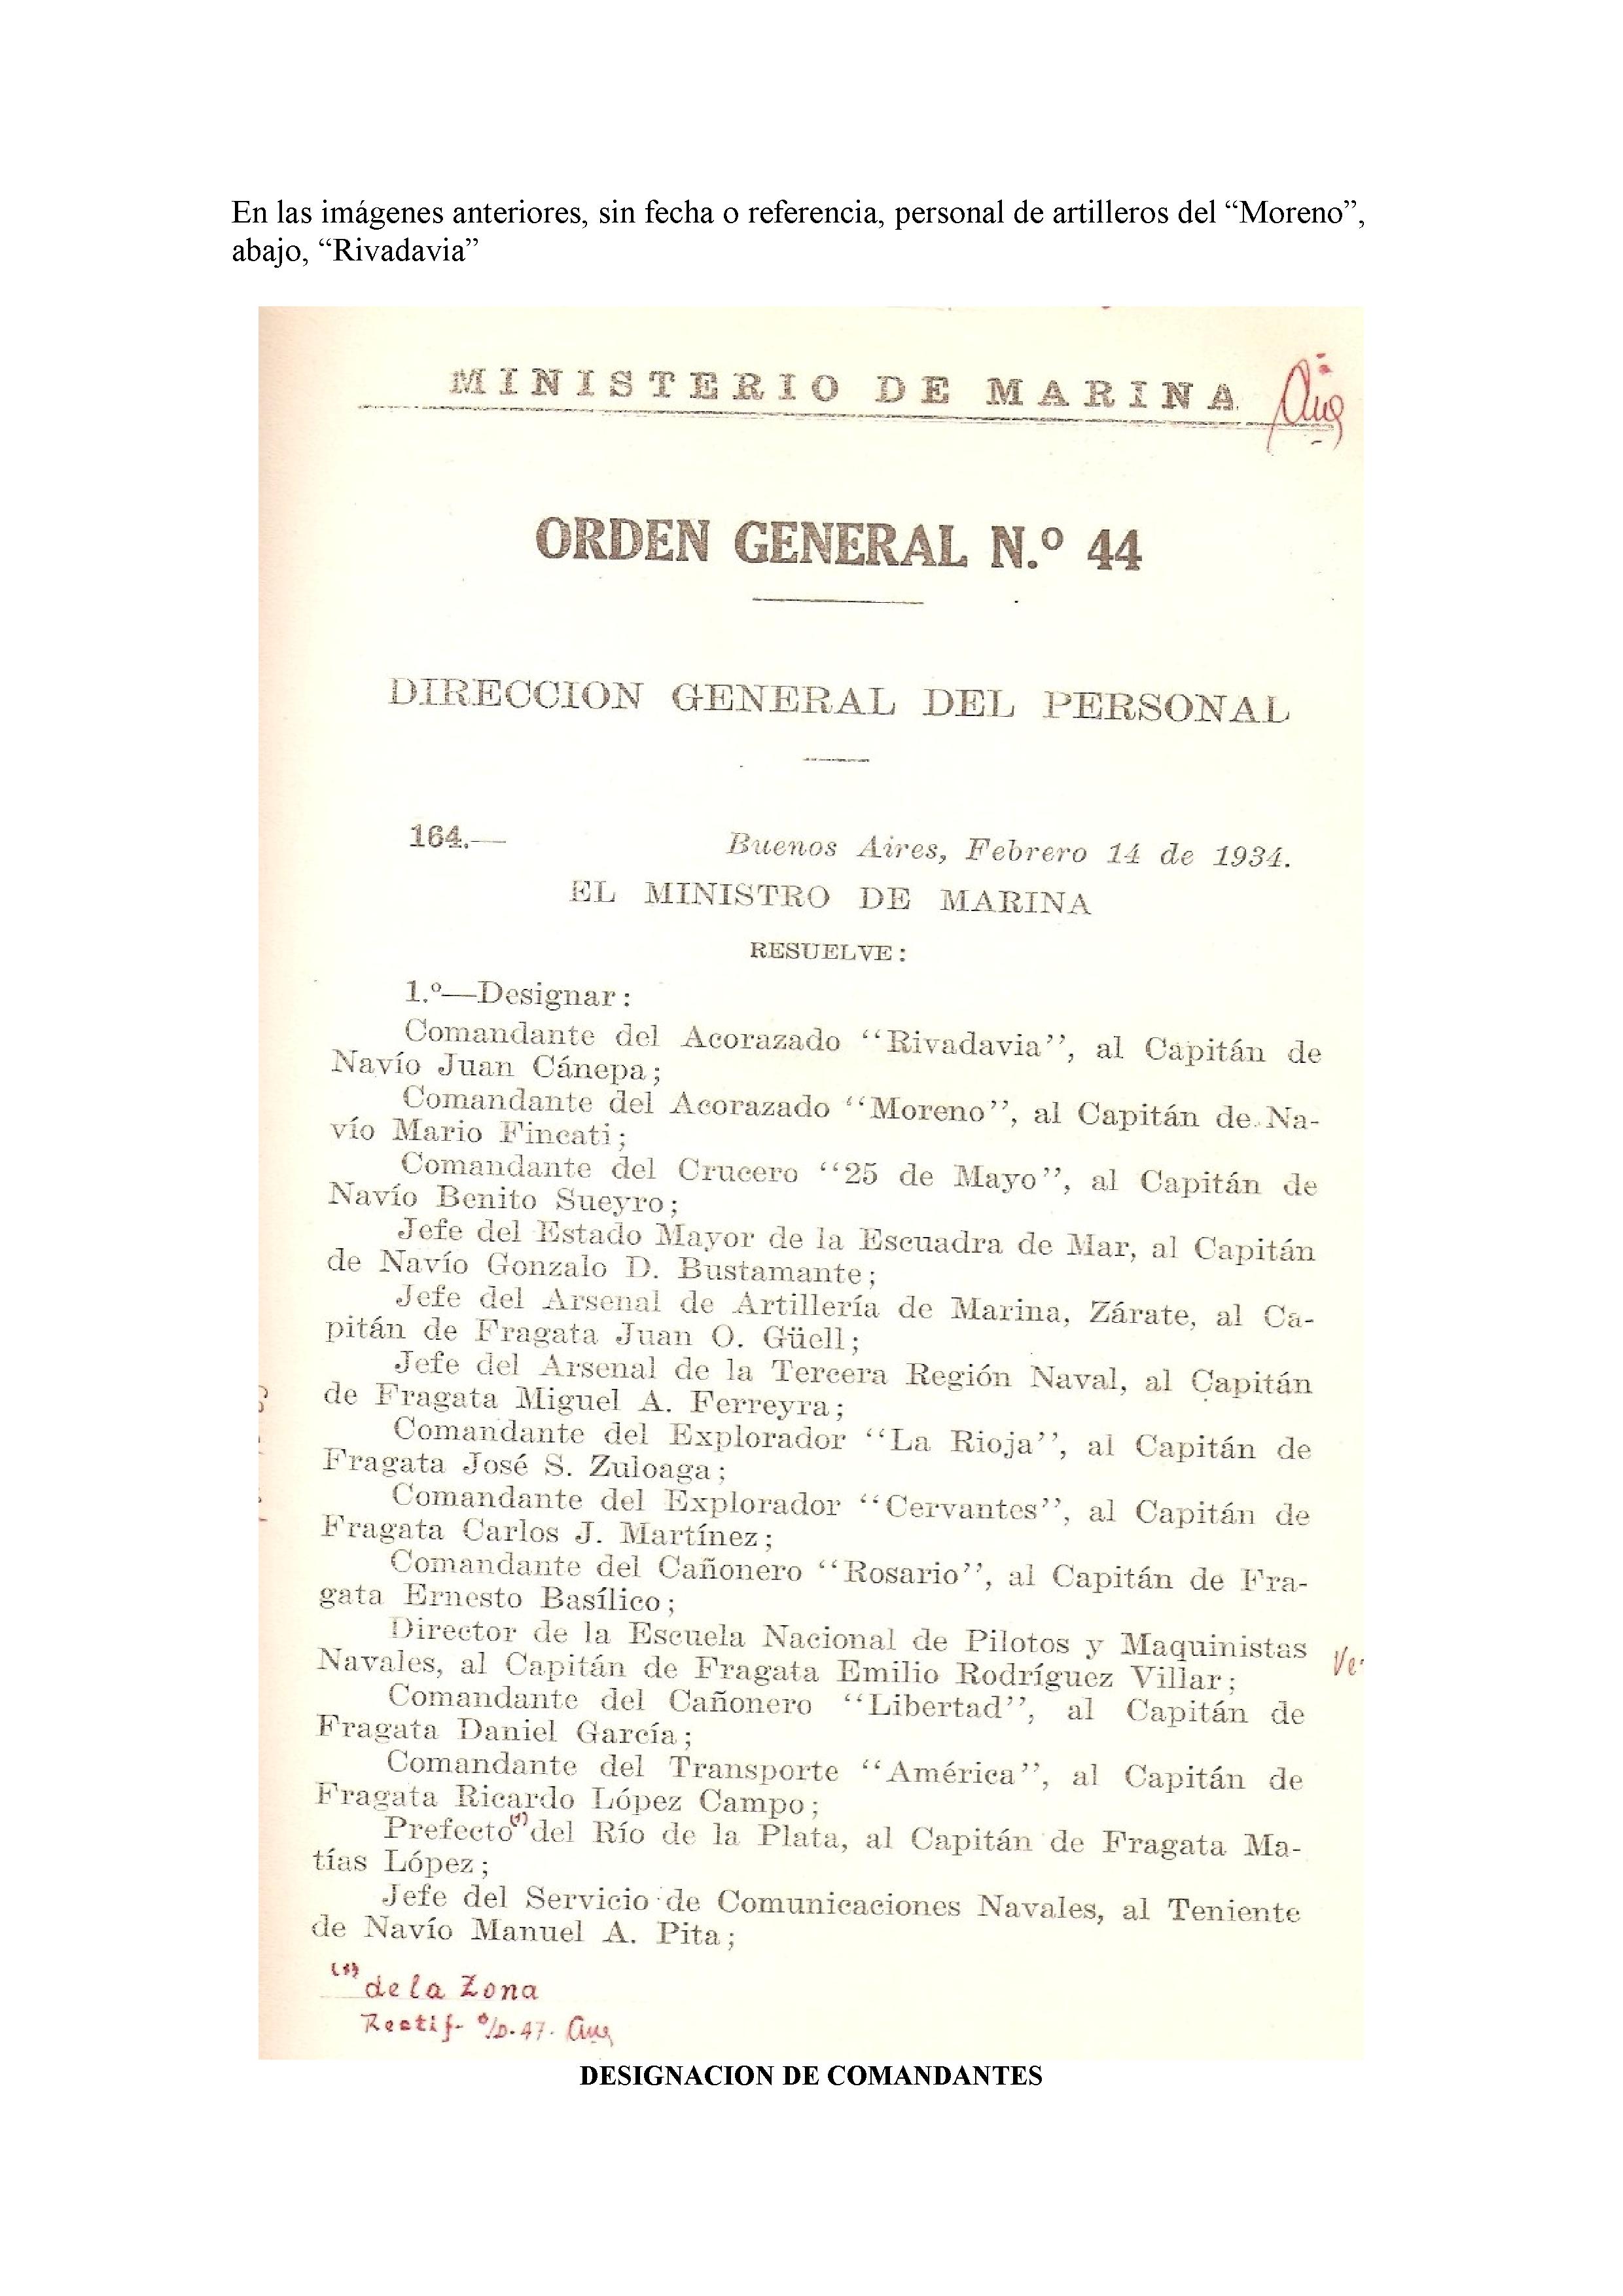 En las imágenes anteriores, sin fecha o referencia, personal de artilleros del “Moreno”,
abajo, “Rivadavia”
MINISTERIO DE MARINA
ORDEN GENERAL N.º 44
DIRECCION GENERAL DEL PERSONAL
164.— Buenos Aires, Febrero 14 de 1934.
EL MINISTRO DE MARINA
RESUELVE:
1.º—Designar:
Comandante del Acorazado ‘‘Rivadavia’’, al Capitán de
Navío Juan Cánepa;
Comandante del Acorazado ‘‘Moreno’’, al Capitán de Na-
vío Mario Fincati;
Comandante del Crucero ‘‘25 de Mayo’’, al Capitán de
Navío Benito Sueyro;
Jefe del Estado Mayor de la Escuadra de Mar, al Capitán
de Navío Gonzalo D. Bustamante;
Jefe del Arsenal de Artillería de Marina, Zárate, al Ca-
pitán de Fragata Juan O. Güell;
Jefe del Arsenal de la Tercera Región Naval, al Capitán
de Fragata Miguel A. Ferreyra;
Comandante del Explorador ‘‘La Rioja’’, al Capitán de
Fragata José S. Zuloaga;
Comandante del Explorador ‘‘Cervantes’’, al Capitán de
Fragata Carlos J. Martínez;
Comandante del Cañonero ‘‘Rosario’’, al Capitán de Fra-
gata Ernesto Basílico;
Director de la Escuela Nacional de Pilotos y Maquinistas
Navales, al Capitán de Fragata Emilio Rodríguez Villar;
Comandante del Cañonero ‘‘Libertad’’, al Capitán de
Fragata Daniel García;
Comandante del Transporte ‘‘América’’, al Capitán de
Fragata Ricardo López Campo;
Prefecto (1) del Río de la Plata, al Capitán de Fragata Ma-
tías López;
Jefe del Servicio de Comunicaciones Navales, al Teniente
de Navío Manuel A. Pita;
(1) de la Zona
Rectif- O/D.47.
DESIGNACION DE COMANDANTES